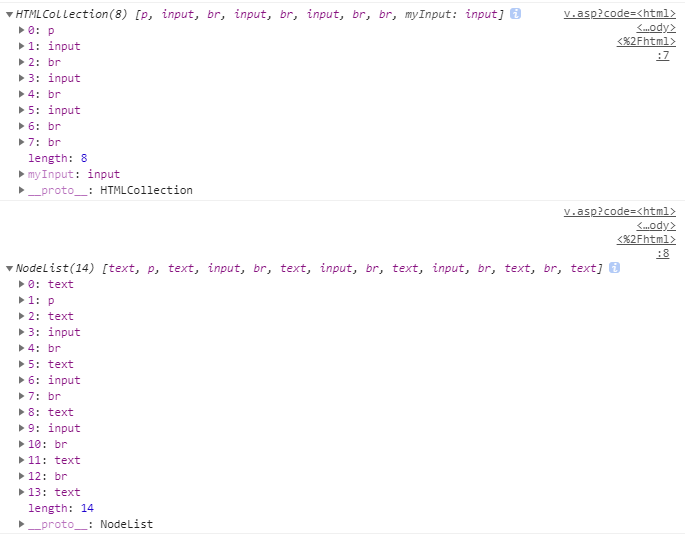 HTMLCollection(8) [p, input, br, input, br, input, br, br, myInput: input] i v.asp?code=<html>
<…ody>
0: p
<%2Fhtml>
1: input
:7
2: br
3: input
4: br
5: input
6: br
7: br
length: 8
myInput: input
__proto__: HTMLCollection
v.asp?code=<html>
<…ody>
<%2Fhtml>
:8
NodeList(14) [text, p, text, input, br, text, input, br, text, input, br, text, br, text] i
0: text
1: p
2: text
3: input
4: br
5: text
6: input
7: br
8: text
9: input
10: br
11: text
12: br
13: text
length: 14
__proto__: NodeList